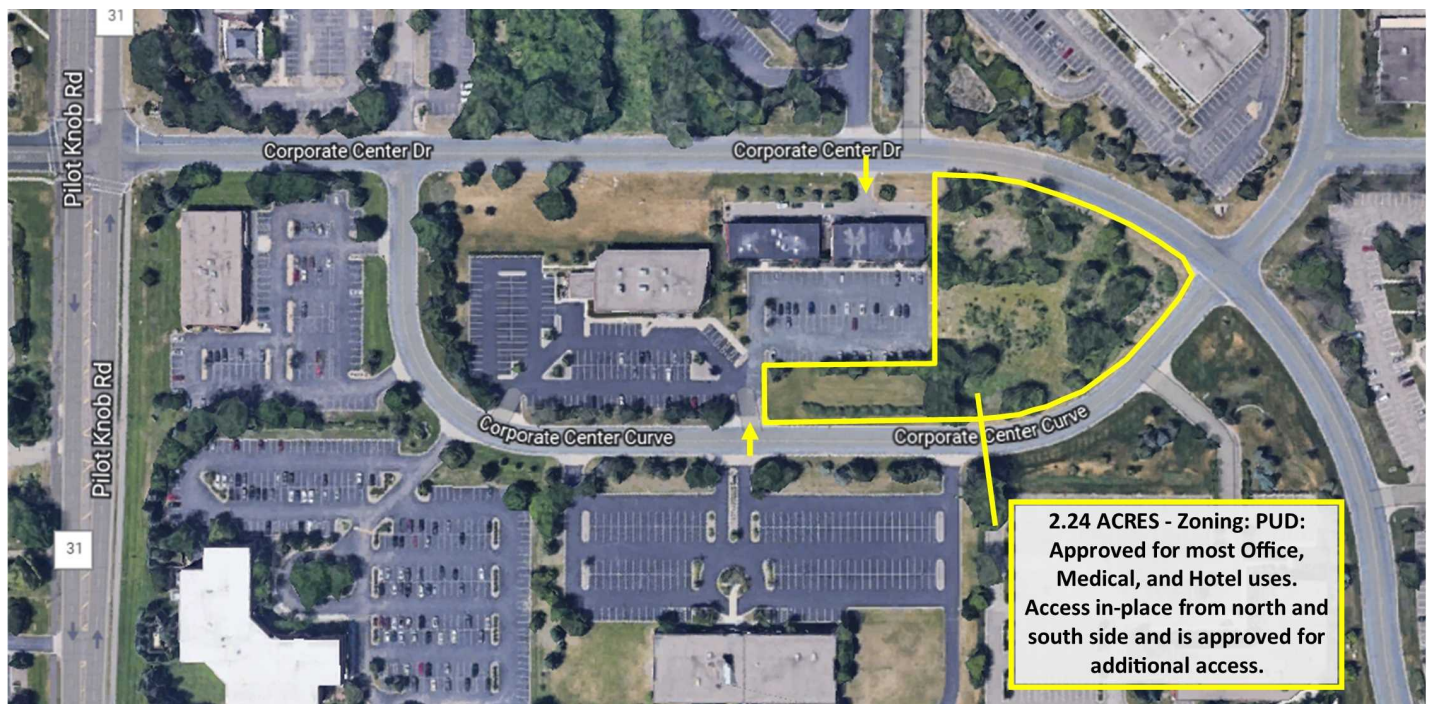 31
Pilot Knob Rd
Corporate Center Dr
Corporate Center Dr
Pilot Knob Rd
Corporate Center Curve
Corporate Center Curve
31
2.24 ACRES - Zoning: PUD:
Approved for most Office,
Medical, and Hotel uses.
Access in-place from north and
south side and is approved for
additional access.